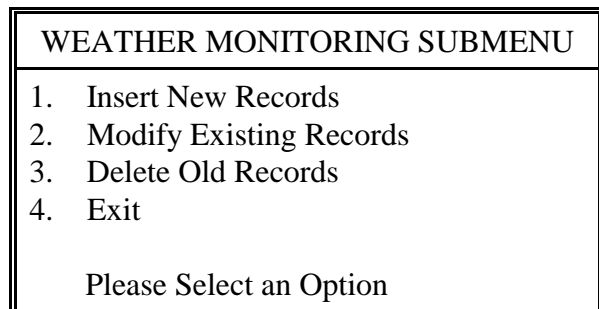 WEATHER MONITORING SUBMENU
1. Insert New Records
2. Modify Existing Records
3. Delete Old Records
4. Exit
Please Select an Option